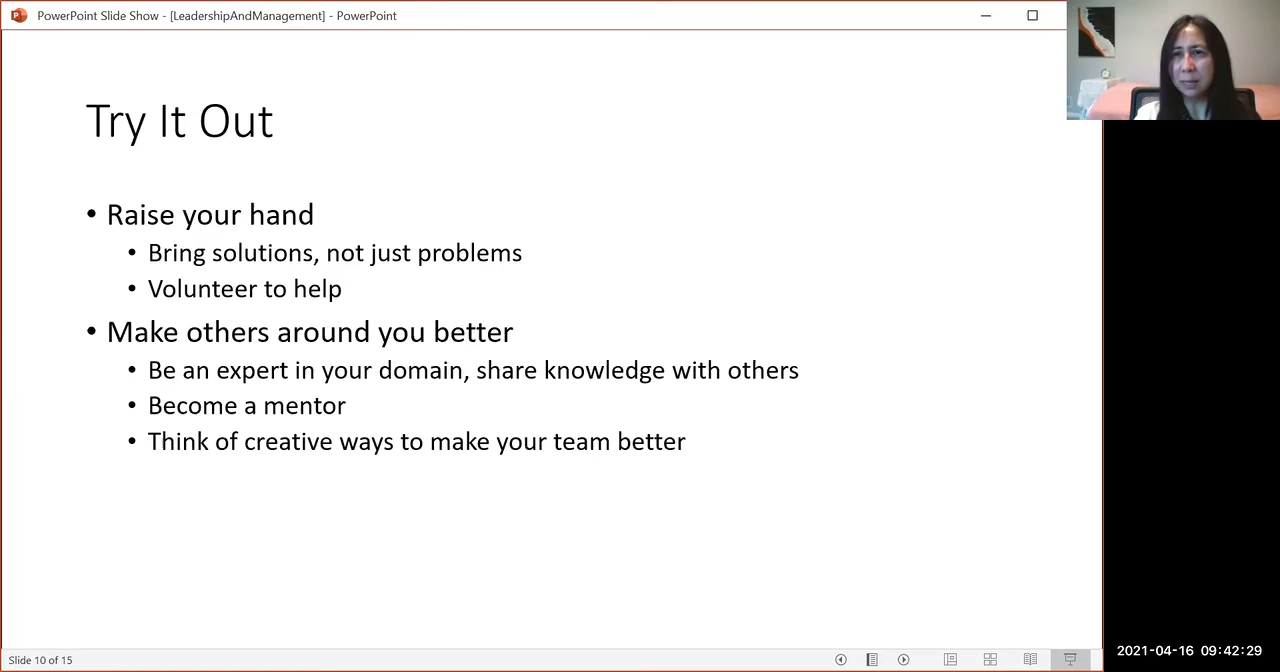 PowerPoint Slide Show - [LeadershipAndManagement] - PowerPoint
Try It Out
• Raise your hand
• Bring solutions, not just problems
• Volunteer to help
• Make others around you better
• Be an expert in your domain, share knowledge with others
• Become a mentor
• Think of creative ways to make your team better
Slide 10 of 15
2021-04-16 09:42:29